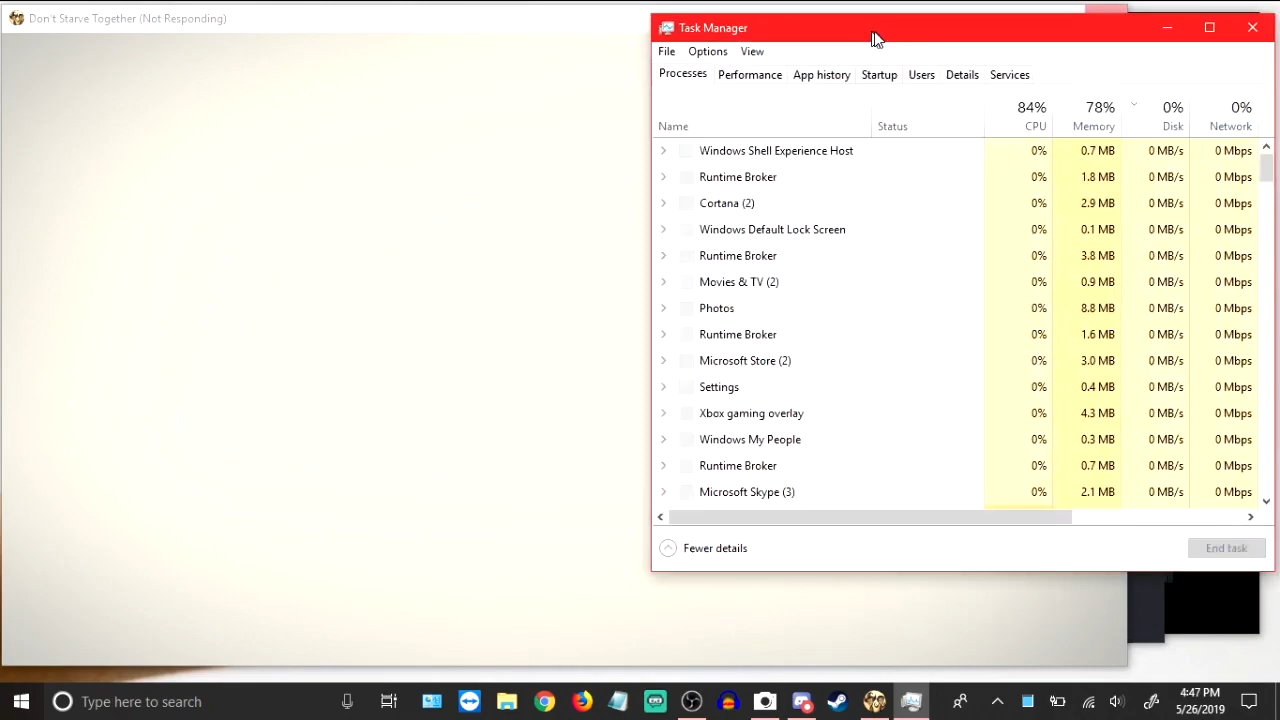 Don't Starve Together (Not Responding)
Task Manager
File Options View
Processes Performance App history Startup Users Details Services
84% 78% 0% 0%
Name Status CPU Memory Disk Network
Windows Shell Experience Host 0% 0.7 MB 0 MB/s 0 Mbps
Runtime Broker 0% 1.8 MB 0 MB/s 0 Mbps
Cortana (2) 0% 2.9 MB 0 MB/s 0 Mbps
Windows Default Lock Screen 0% 0.1 MB 0 MB/s 0 Mbps
Runtime Broker 0% 3.8 MB 0 MB/s 0 Mbps
Movies & TV (2) 0% 0.9 MB 0 MB/s 0 Mbps
Photos 0% 8.8 MB 0 MB/s 0 Mbps
Runtime Broker 0% 1.6 MB 0 MB/s 0 Mbps
Microsoft Store (2) 0% 3.0 MB 0 MB/s 0 Mbps
Settings 0% 0.4 MB 0 MB/s 0 Mbps
Xbox gaming overlay 0% 4.3 MB 0 MB/s 0 Mbps
Windows My People 0% 0.3 MB 0 MB/s 0 Mbps
Runtime Broker 0% 0.7 MB 0 MB/s 0 Mbps
Microsoft Skype (3) 0% 2.1 MB 0 MB/s 0 Mbps
Fewer details End task
Type here to search
4:47 PM
5/26/2019